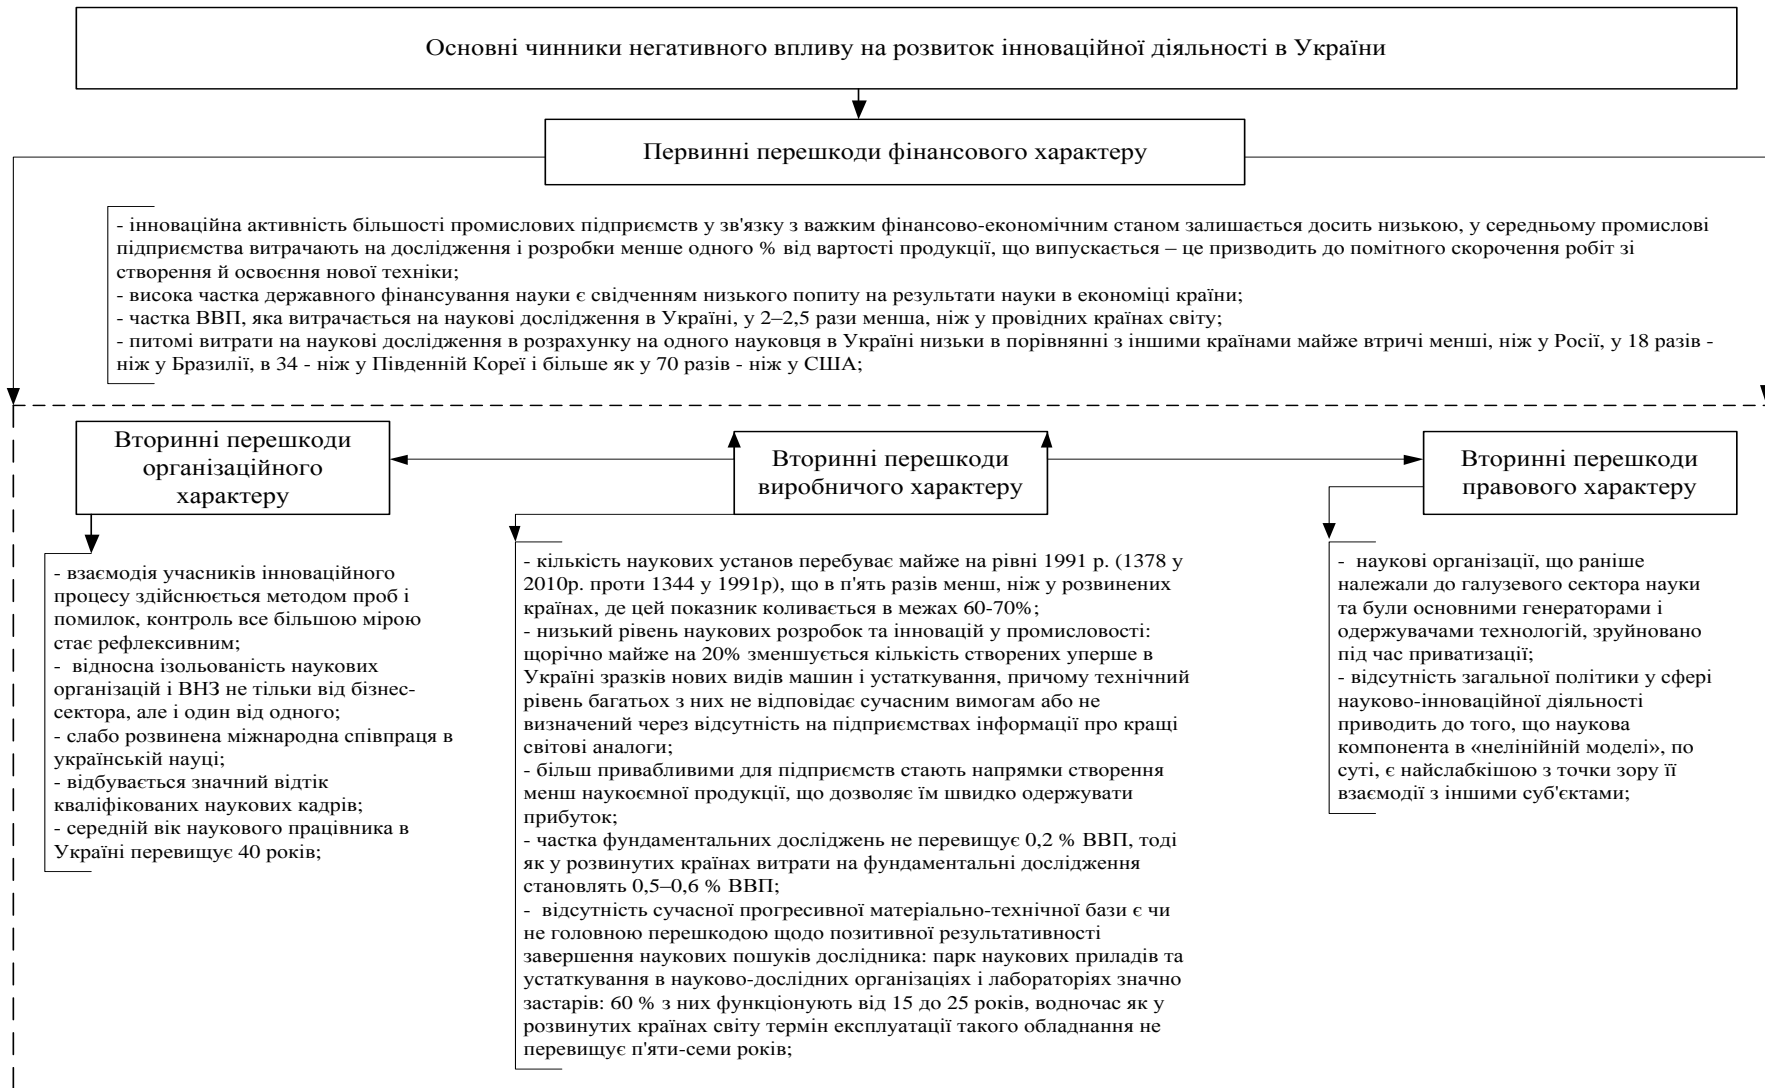 Основні чинники негативного впливу на розвиток інноваційної діяльності в України
Первинні перешкоди фінансового характеру
- інноваційна активність більшості промислових підприємств у зв'язку з важким фінансово-економічним станом залишається досить низькою, у середньому промислові
підприємства витрачають на дослідження і розробки менше одного % від вартості продукції, що випускається – це призводить до помітного скорочення робіт зі
створення й освоєння нової техніки;
- висока частка державного фінансування науки є свідченням низького попиту на результати науки в економіці країни;
- частка ВВП, яка витрачається на наукові дослідження в Україні, у 2–2,5 рази менша, ніж у провідних країнах світу;
- питомі витрати на наукові дослідження в розрахунку на одного науковця в Україні низьки в порівнянні з іншими країнами майже втричі менші, ніж у Росії, у 18 разів -
ніж у Бразилії, в 34 - ніж у Південній Кореї і більше як у 70 разів - ніж у США;
Вторинні перешкоди
організаційного
характеру
- взаємодія учасників інноваційного
процесу здійснюється методом проб і
помилок, контроль все більшою мірою
стає рефлексивним;
- відносна ізольованість наукових
організацій і ВНЗ не тільки від бізнес-
сектора, але і один від одного;
- слабо розвинена міжнародна співпраця в
українській науці;
- відбувається значний відтік
кваліфікованих наукових кадрів;
- середній вік наукового працівника в
Україні перевищує 40 років;
Вторинні перешкоди
виробничого характеру
- кількість наукових установ перебуває майже на рівні 1991 р. (1378 у
2010р. проти 1344 у 1991р), що в п'ять разів менш, ніж у розвинених
країнах, де цей показник коливається в межах 60-70%;
- низький рівень наукових розробок та інновацій у промисловості:
щорічно майже на 20% зменшується кількість створених уперше в
Україні зразків нових видів машин і устаткування, причому технічний
рівень багатьох з них не відповідає сучасним вимогам або не
визначений через відсутність на підприємствах інформації про кращі
світові аналоги;
- більш привабливими для підприємств стають напрямки створення
менш наукоємної продукції, що дозволяє їм швидко одержувати
прибуток;
- частка фундаментальних досліджень не перевищує 0,2 % ВВП, тоді
як у розвинутих країнах витрати на фундаментальні дослідження
становлять 0,5–0,6 % ВВП;
- відсутність сучасної прогресивної матеріально-технічної бази є чи
не головною перешкодою щодо позитивної результативності
завершення наукових пошуків дослідника: парк наукових приладів та
устаткування в науково-дослідних організаціях і лабораторіях значно
застарів: 60 % з них функціонують від 15 до 25 років, водночас як у
розвинутих країнах світу термін експлуатації такого обладнання не
перевищує п'яти-семи років;
Вторинні перешкоди
правового характеру
- наукові організації, що раніше
належали до галузевого сектора науки
та були основними генераторами і
одержувачами технологій, зруйновано
під час приватизації;
- відсутність загальної політики у сфері
науково-інноваційної діяльності
приводить до того, що наукова
компонента в «нелінійній моделі», по
суті, є найслабкішою з точки зору її
взаємодії з іншими суб'єктами;